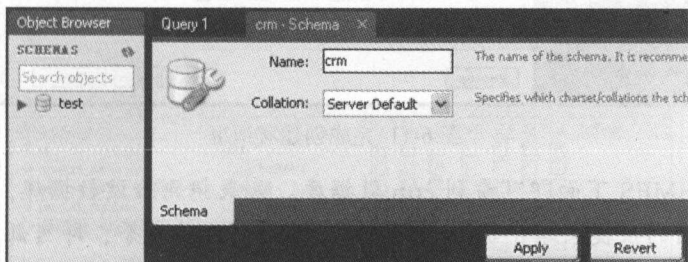 Object Browser
Query 1
crm - Schema ×
SCHEMAS
Search objects
test
Name:
crm
The name of the schema. It is recomme
Collation:
Server Default
Specifies which charset/collations the sch
Schema
Apply
Revert